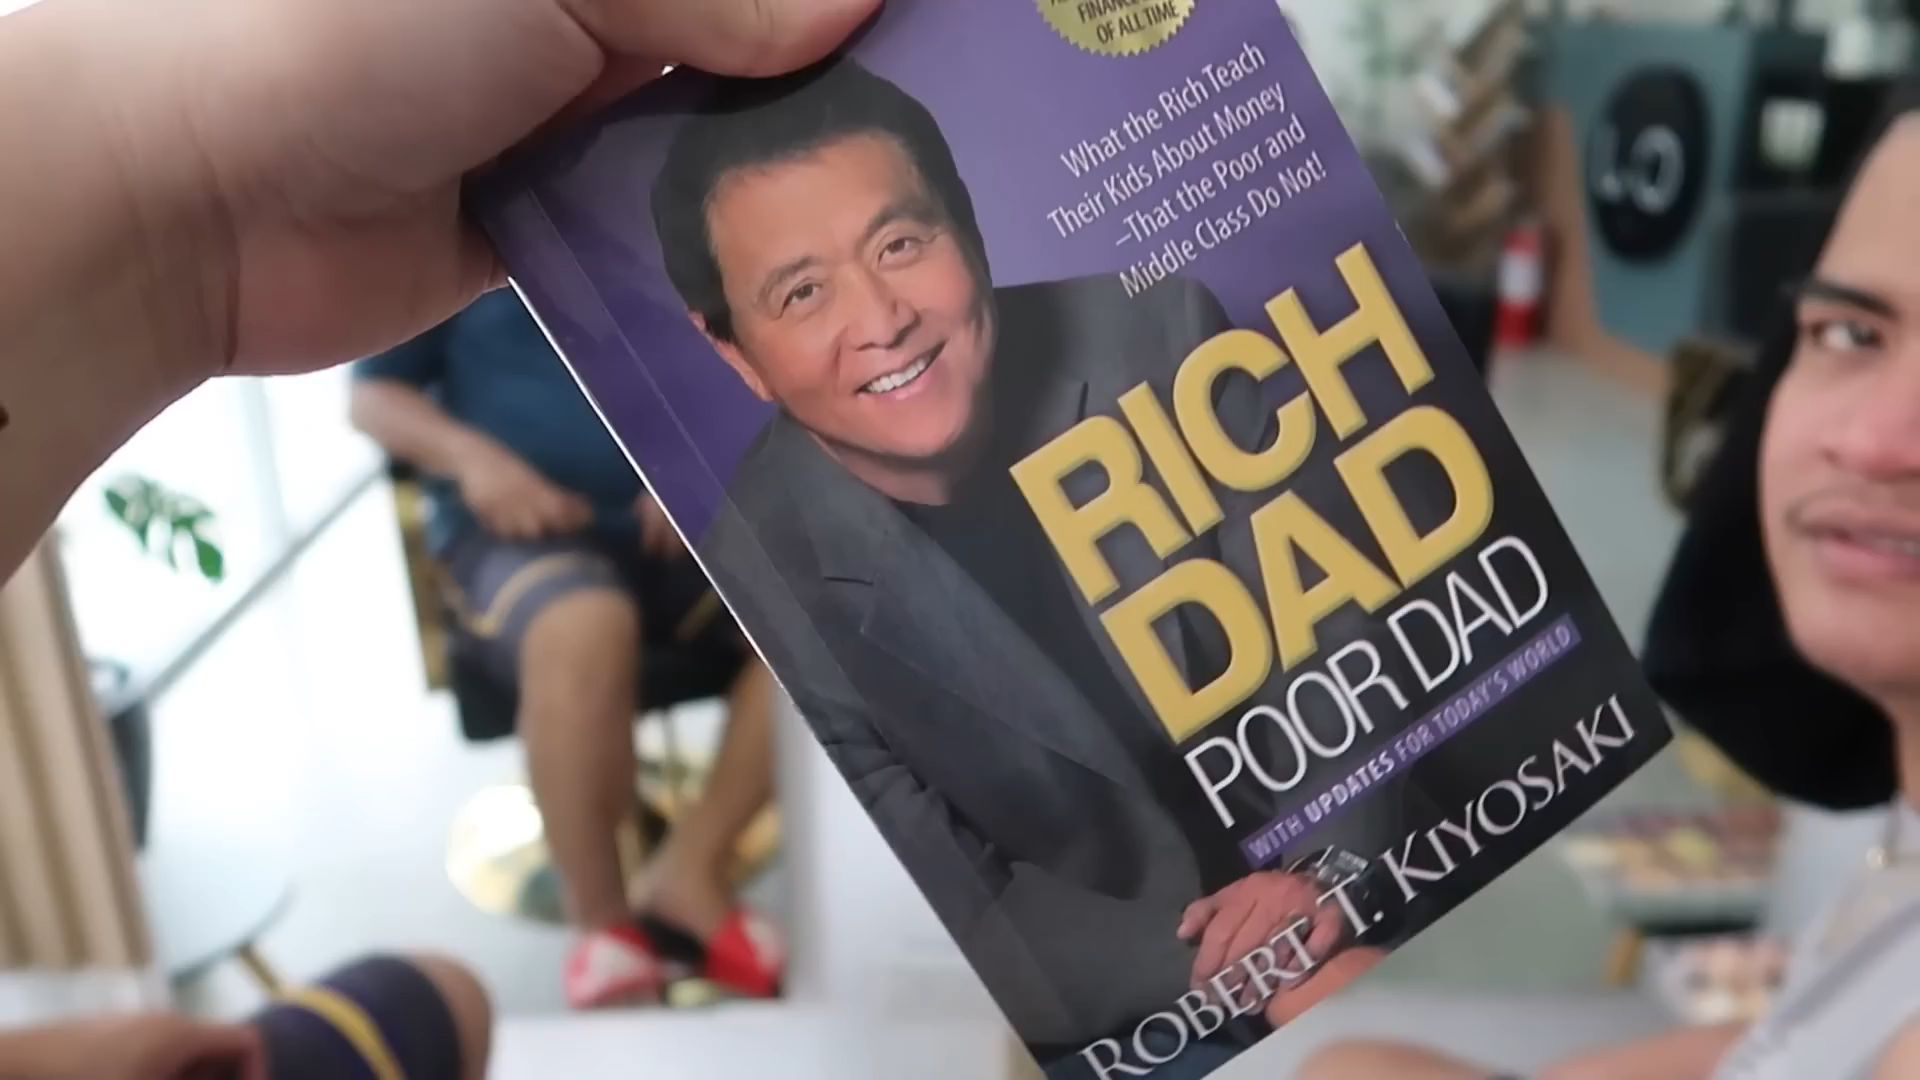 FINANCE
OF ALL TIME
What the Rich Teach
Their Kids About Money
–That the Poor and
Middle Class Do Not!
RICH
DAD
POOR DAD
WITH UPDATES FOR TODAY'S WORLD
ROBERT T. KIYOSAKI